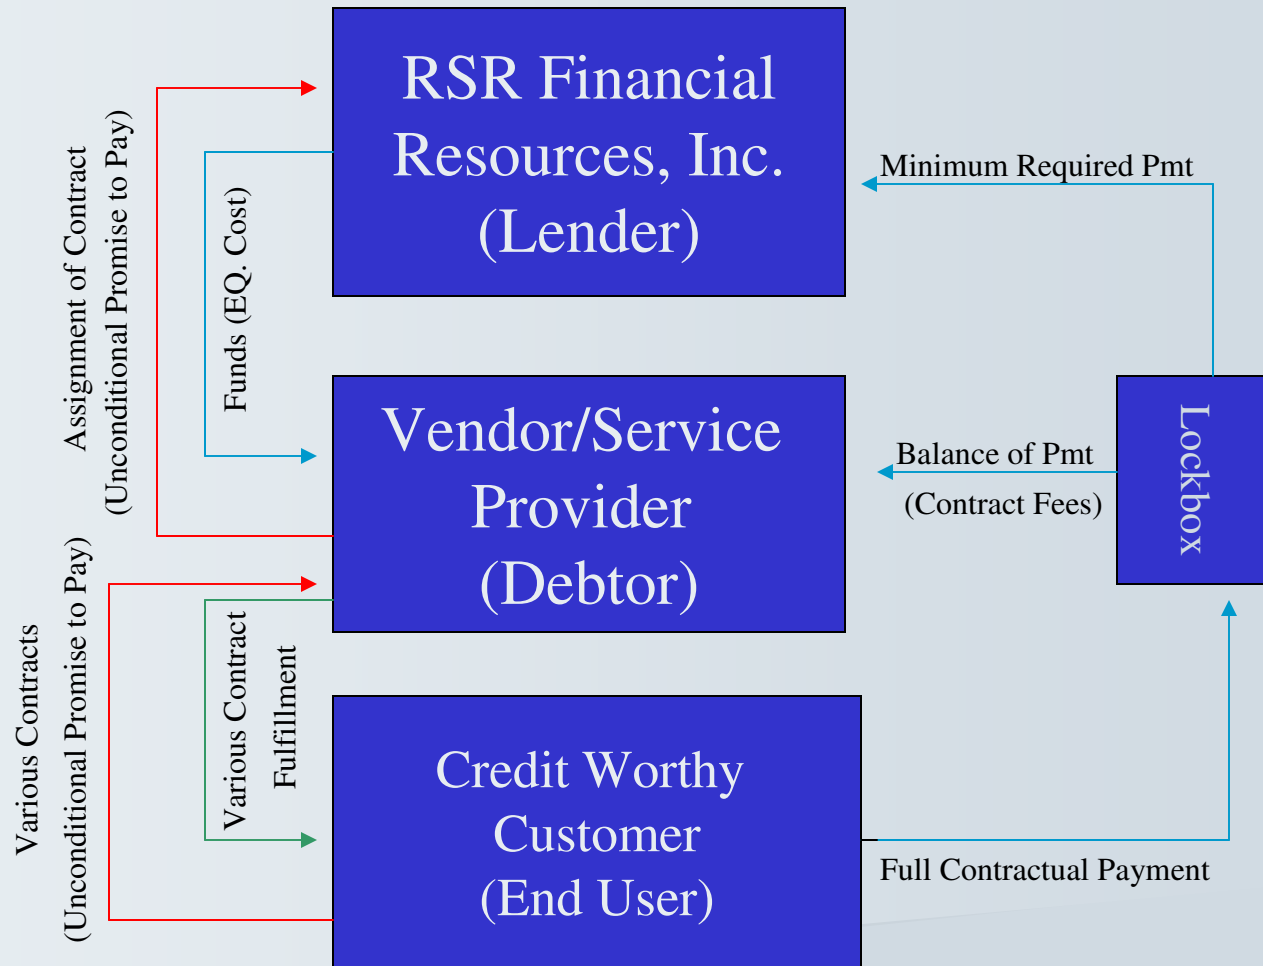 RSR Financial
Resources, Inc.
(Lender)
Minimum Required Pmt
Assignment of Contract
(Unconditional Promise to Pay)
Funds (EQ. Cost)
Vendor/Service
Provider
(Debtor)
Balance of Pmt
(Contract Fees)
Lockbox
Various Contracts
(Unconditional Promise to Pay)
Various Contract
Fulfillment
Credit Worthy
Customer
(End User)
Full Contractual Payment